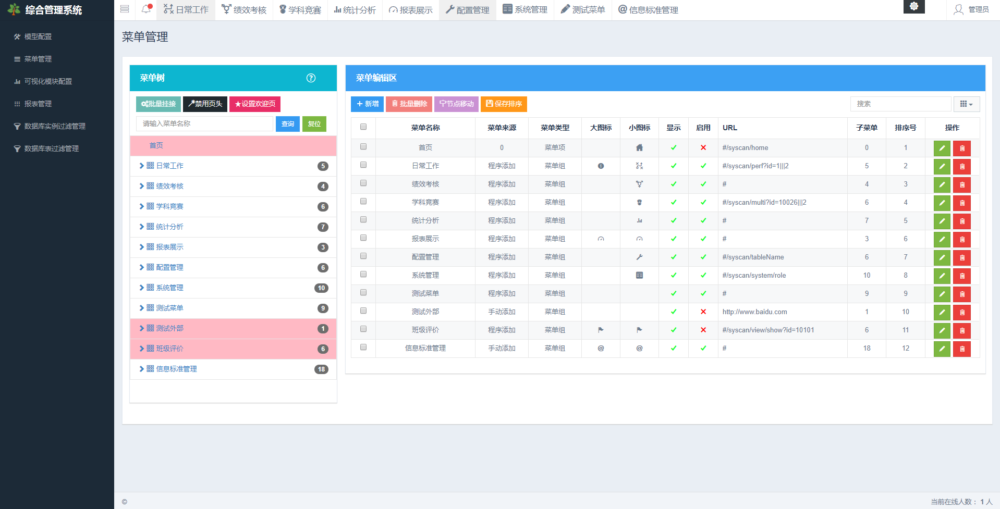 综合管理系统
日常工作 绩效考核 学科竞赛 统计分析 报表展示 配置管理 系统管理 测试菜单 @信息标准管理 管理员
模型配置
菜单管理
可视化模块配置
报表管理
数据库实例过滤管理
数据库表过滤管理
菜单管理
菜单树
批量挂接 禁用页头 ★设置欢迎页
请输入菜单名称 查询 复位
首页
日常工作 5
绩效考核 4
学科竞赛 6
统计分析 7
报表展示 3
配置管理 6
系统管理 10
测试菜单 9
测试外部 1
班级评价 6
信息标准管理 18
菜单编辑区
+ 新增 批量删除 节点移动 保存排序 搜索
菜单名称 菜单来源 菜单类型 大图标 小图标 显示 启用 URL 子菜单 排序号 操作
首页 0 菜单项 #/syscan/home 0 1
日常工作 程序添加 菜单组 #/syscan/perf?id=1|||2 5 2
绩效考核 程序添加 菜单组 # 4 3
学科竞赛 程序添加 菜单组 #/syscan/multi?id=10026|||2 6 4
统计分析 程序添加 菜单组 # 7 5
报表展示 程序添加 菜单组 # 3 6
配置管理 程序添加 菜单组 #/syscan/tableName 6 7
系统管理 程序添加 菜单组 #/syscan/system/role 10 8
测试菜单 程序添加 菜单组 # 9 9
测试外部 手动添加 菜单组 http://www.baidu.com 1 10
班级评价 程序添加 菜单组 #/syscan/view/show?id=10101 6 11
信息标准管理 手动添加 菜单组 @ @ # 18 12
© 当前在线人数： 1 人